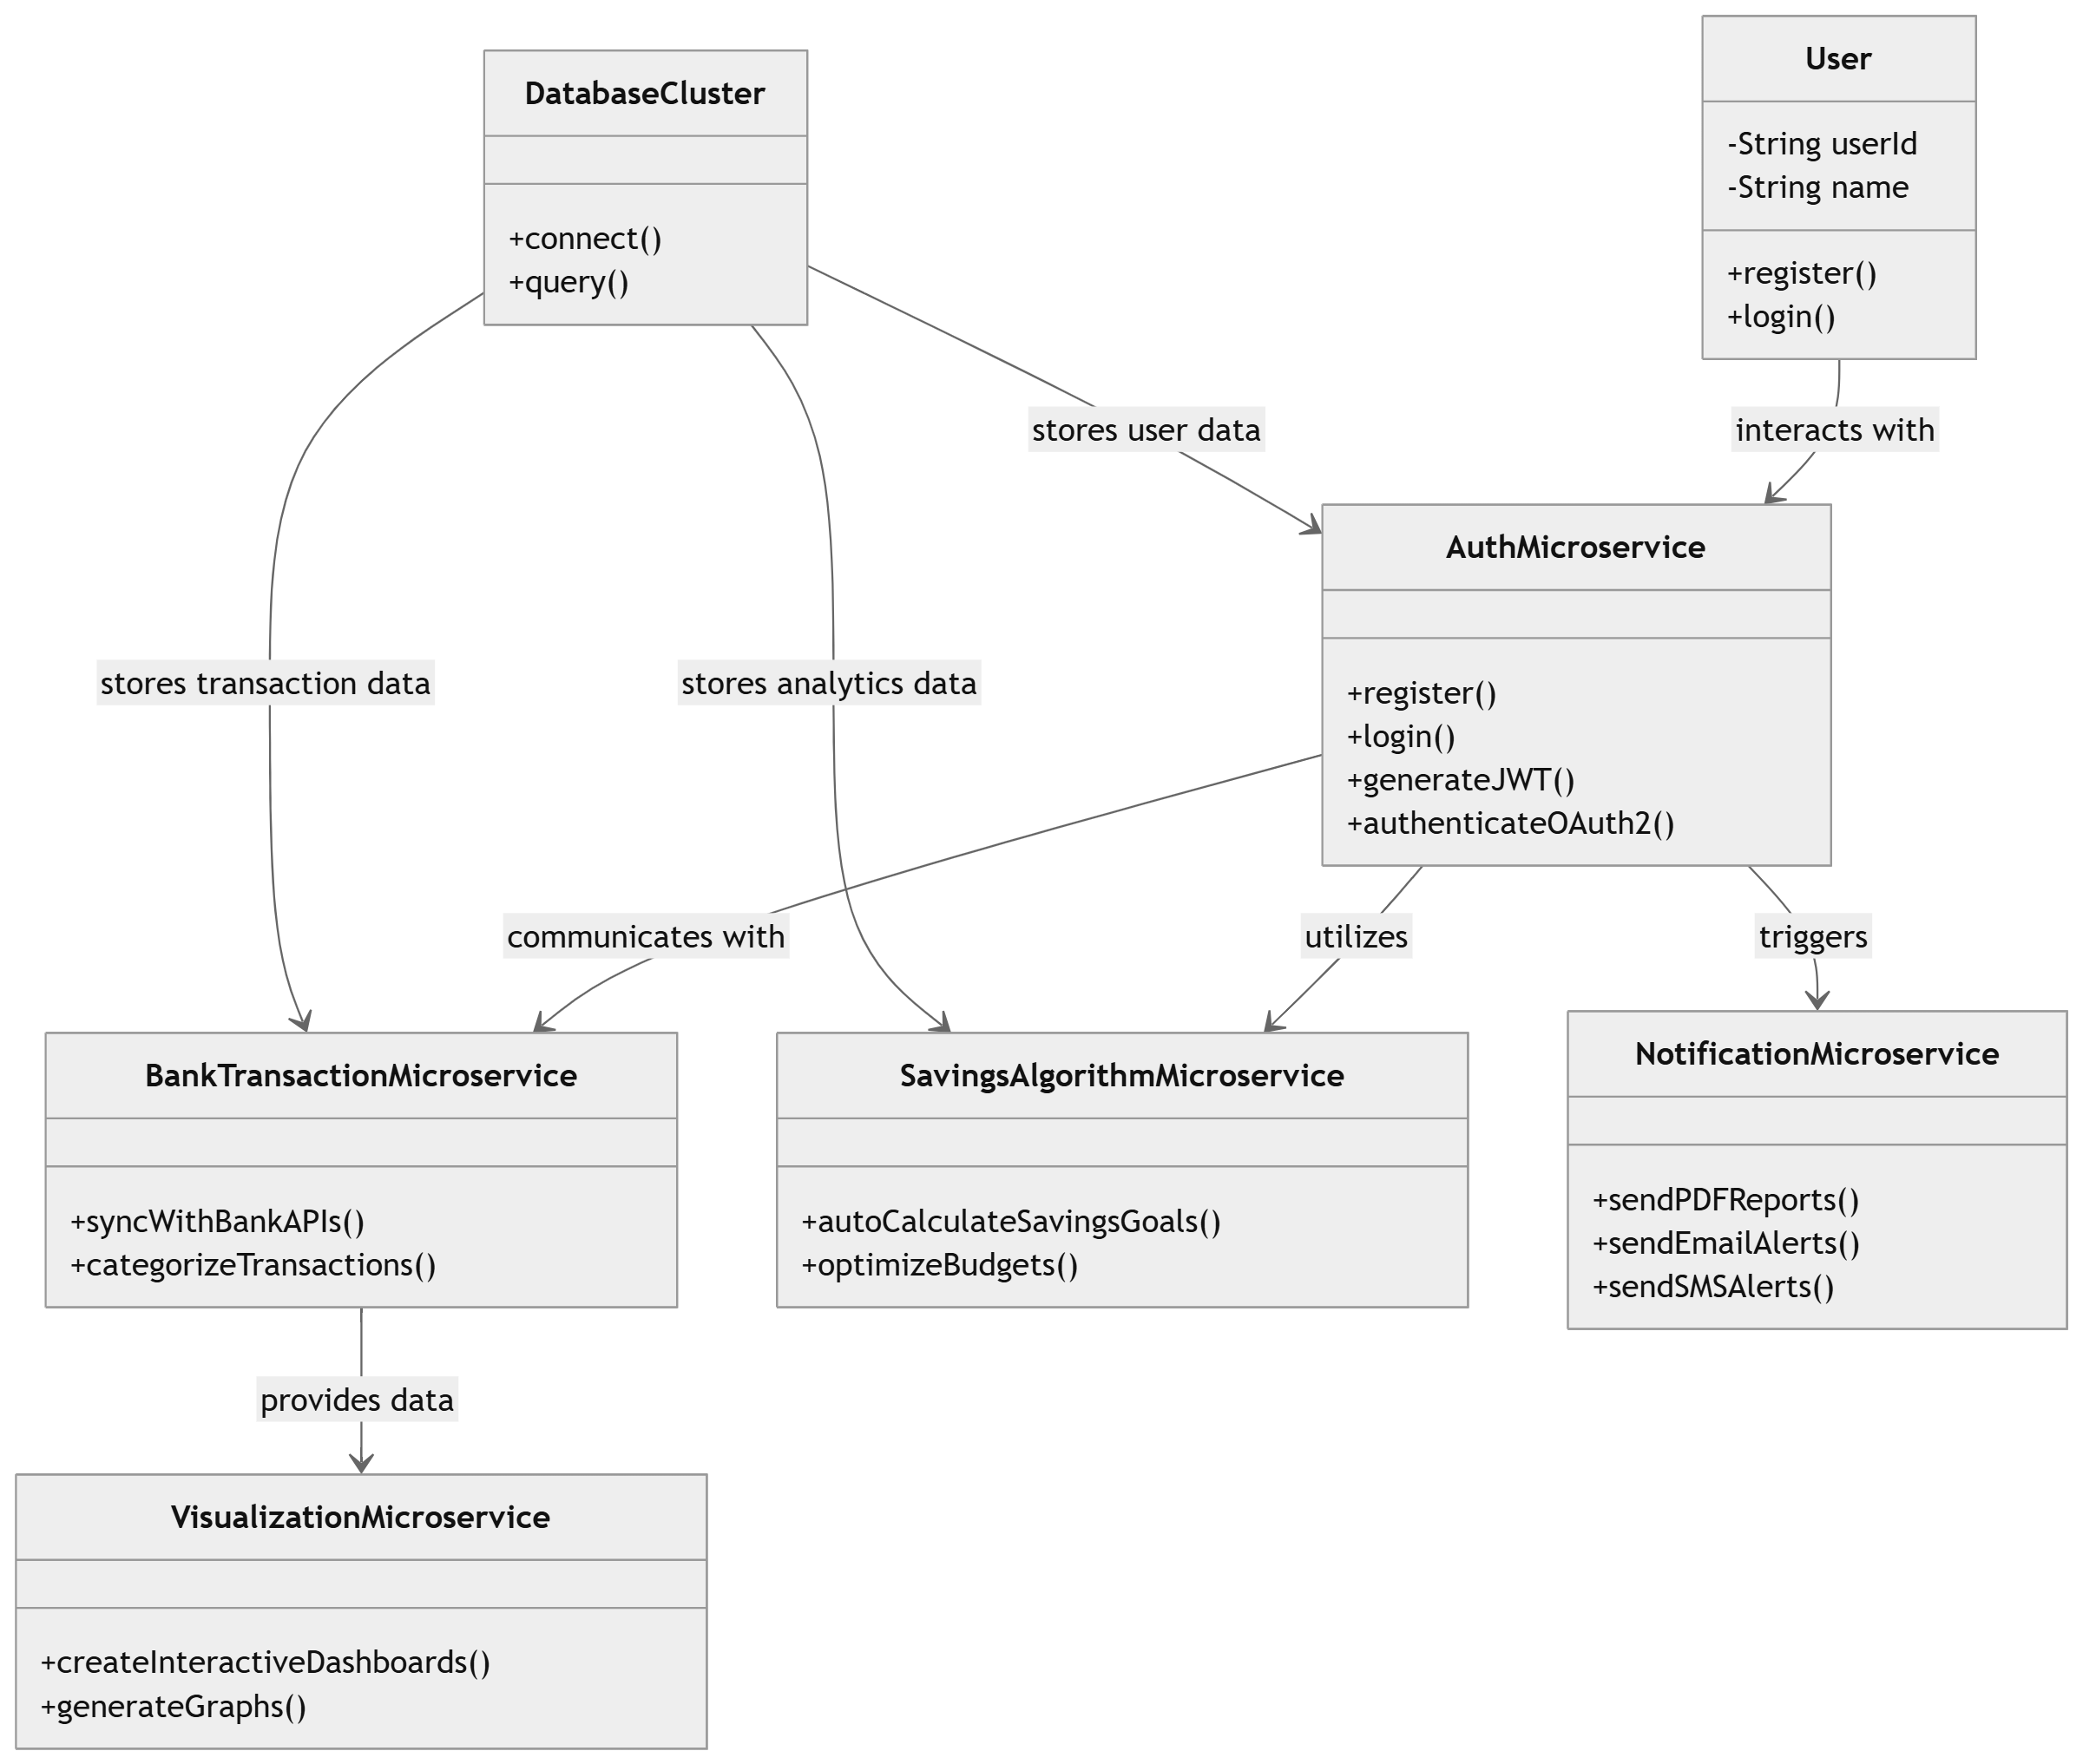 User
-String userId
-String name
+register()
+login()
DatabaseCluster
+connect()
+query()
stores user data
interacts with
AuthMicroservice
+register()
+login()
+generateJWT()
+authenticateOAuth2()
stores transaction data
stores analytics data
communicates with
utilizes
triggers
BankTransactionMicroservice
+syncWithBankAPIs()
+categorizeTransactions()
SavingsAlgorithmMicroservice
+autoCalculateSavingsGoals()
+optimizeBudgets()
NotificationMicroservice
+sendPDFReports()
+sendEmailAlerts()
+sendSMSAlerts()
provides data
VisualizationMicroservice
+createInteractiveDashboards()
+generateGraphs()